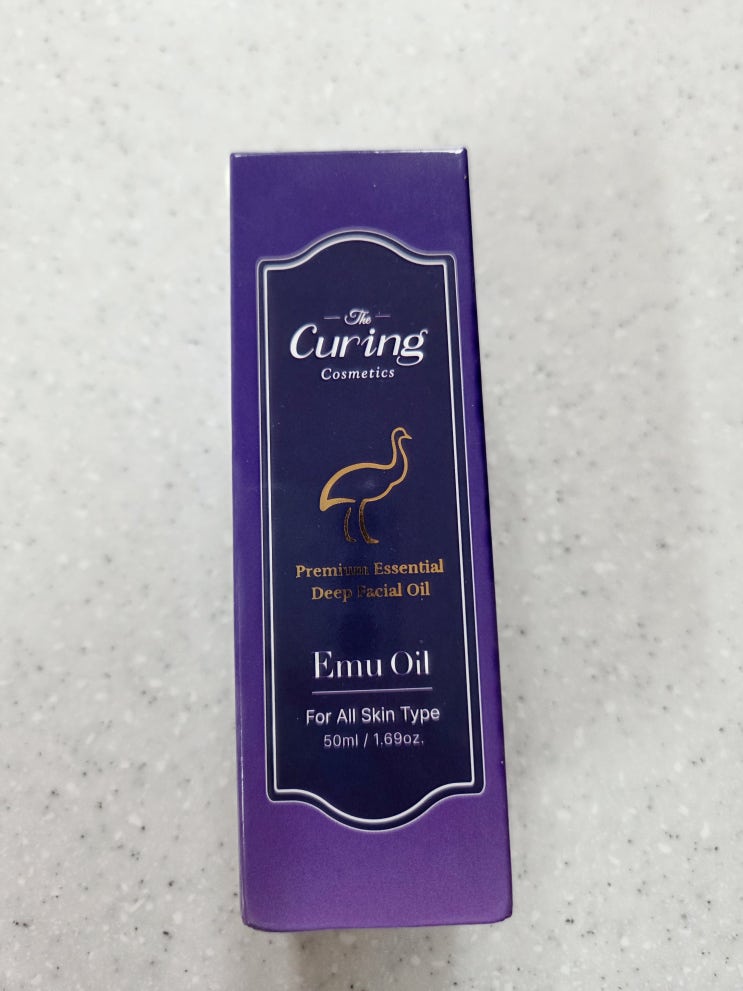 The
Curing
Cosmetics
Premium Essential
Deep Facial Oil
Emu Oil
For All Skin Type
50ml / 1.69oz.